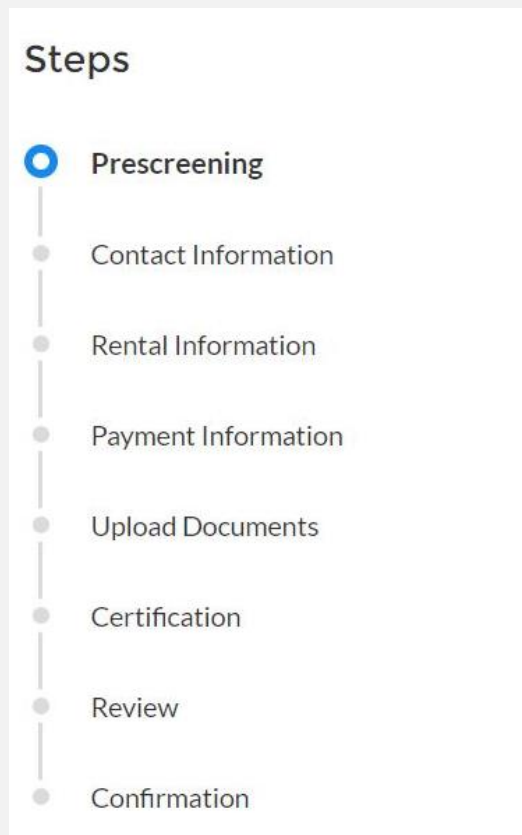 Steps
Prescreening
Contact Information
Rental Information
Payment Information
Upload Documents
Certification
Review
Confirmation